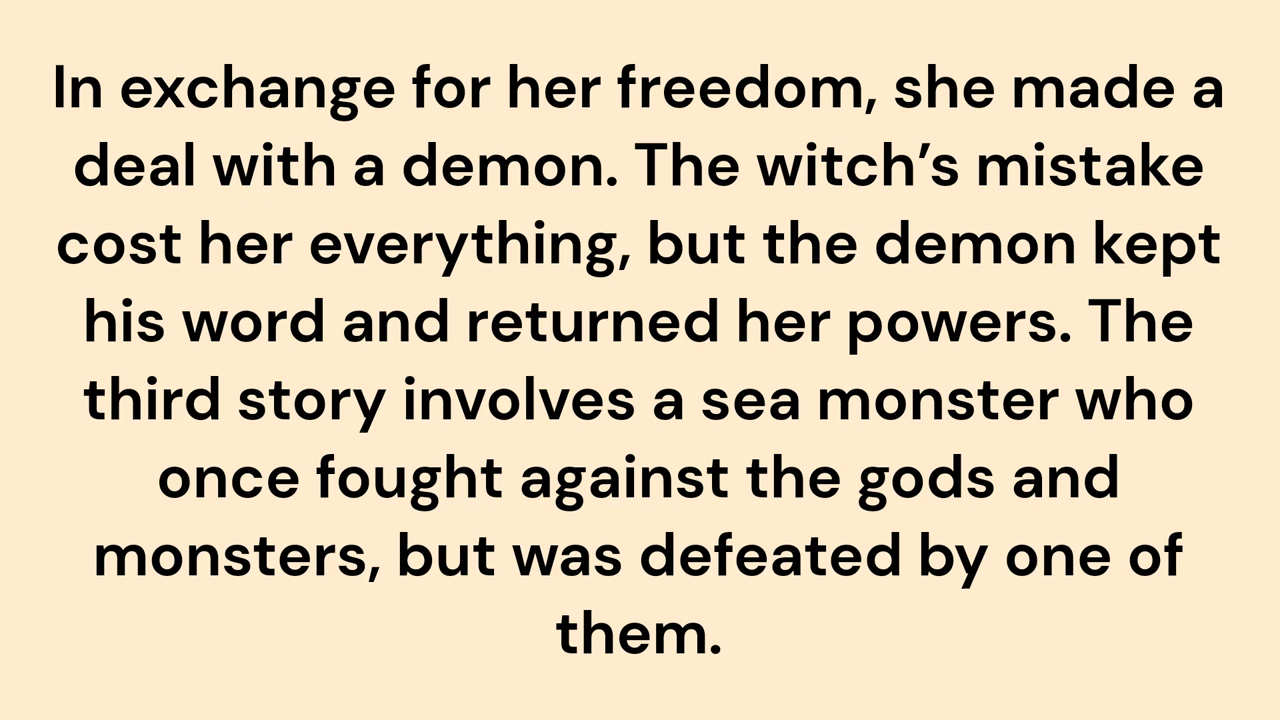 In exchange for her freedom, she made a
deal with a demon. The witch’s mistake
cost her everything, but the demon kept
his word and returned her powers. The
third story involves a sea monster who
once fought against the gods and
monsters, but was defeated by one of
them.